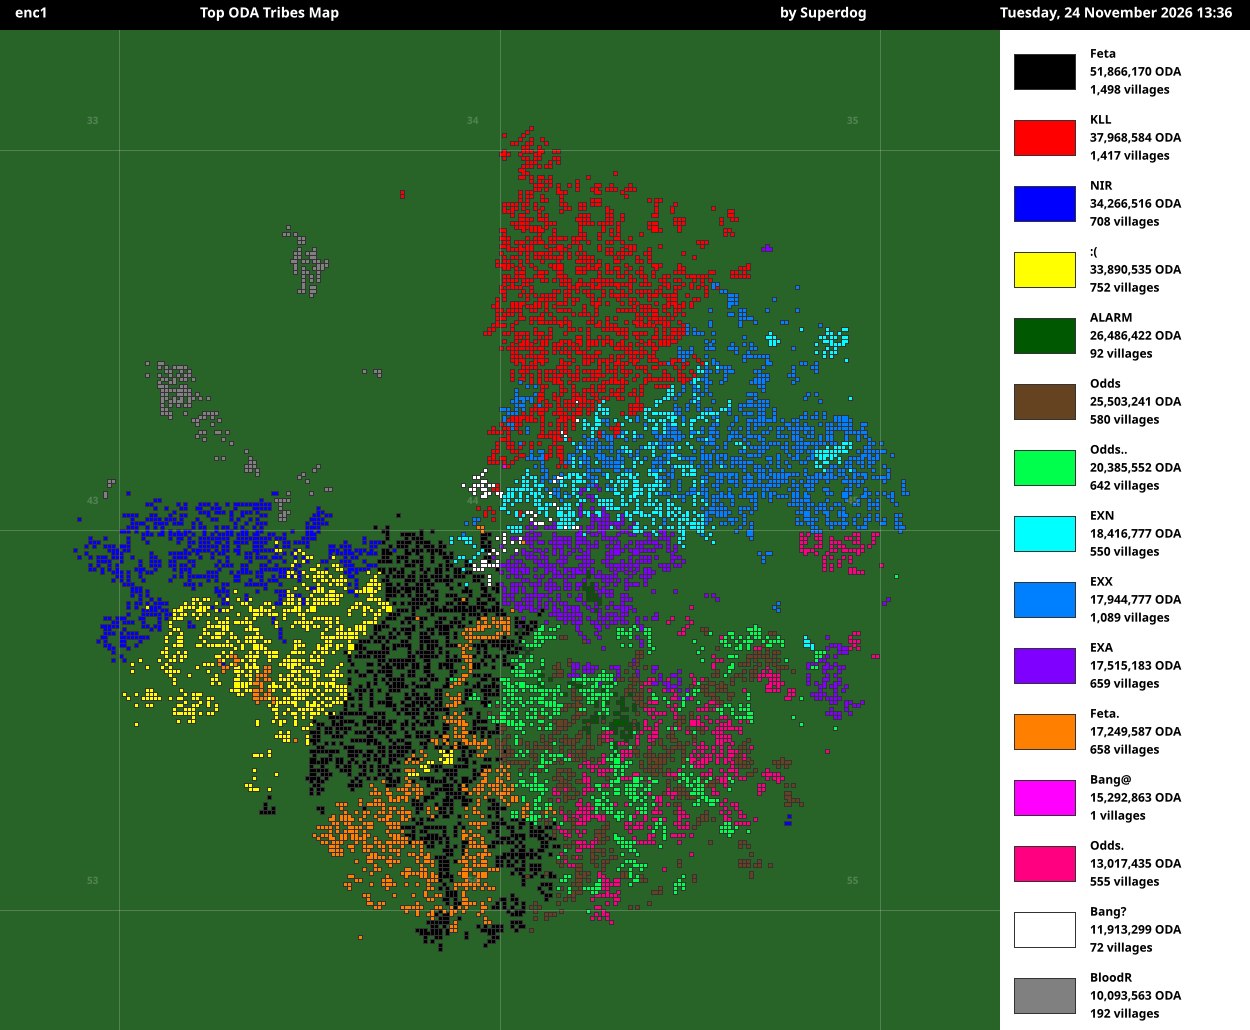 enc1 Top ODA Tribes Map by Superdog Tuesday, 24 November 2026 13:36
Feta
51,866,170 ODA
1,498 villages
KLL
37,968,584 ODA
1,417 villages
NIR
34,266,516 ODA
708 villages
:(
33,890,535 ODA
752 villages
ALARM
26,486,422 ODA
92 villages
Odds
25,503,241 ODA
580 villages
Odds..
20,385,552 ODA
642 villages
EXN
18,416,777 ODA
550 villages
EXX
17,944,777 ODA
1,089 villages
EXA
17,515,183 ODA
659 villages
Feta.
17,249,587 ODA
658 villages
Bang@
15,292,863 ODA
1 villages
Odds.
13,017,435 ODA
555 villages
Bang?
11,913,299 ODA
72 villages
BloodR
10,093,563 ODA
192 villages
33 34 35
43 44
53 55